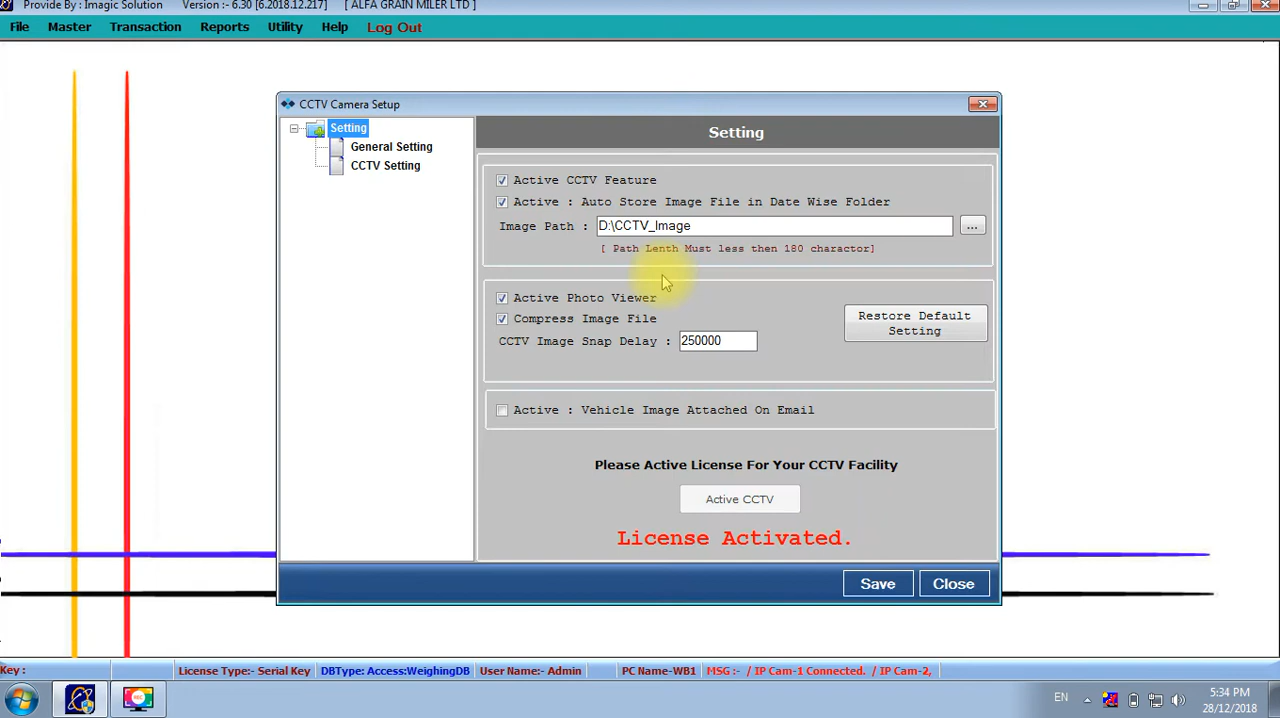 Provide By : Imagic Solution Version :- 6.30 [6.2018.12.217] [ ALFA GRAIN MILER LTD ]
File Master Transaction Reports Utility Help Log Out
CCTV Camera Setup
Setting
General Setting
CCTV Setting
Setting
Active CCTV Feature
Active : Auto Store Image File in Date Wise Folder
Image Path : D:\CCTV_Image ...
[ Path Lenth Must less then 180 charactor]
Active Photo Viewer
Compress Image File
CCTV Image Snap Delay : 250000
Restore Default
Setting
Active : Vehicle Image Attached On Email
Please Active License For Your CCTV Facility
Active CCTV
License Activated.
Save Close
Key : License Type:- Serial Key DBType: Access:WeighingDB User Name:- Admin PC Name-WB1 MSG :- / IP Cam-1 Connected. / IP Cam-2,
REC
EN
5:34 PM
28/12/2018